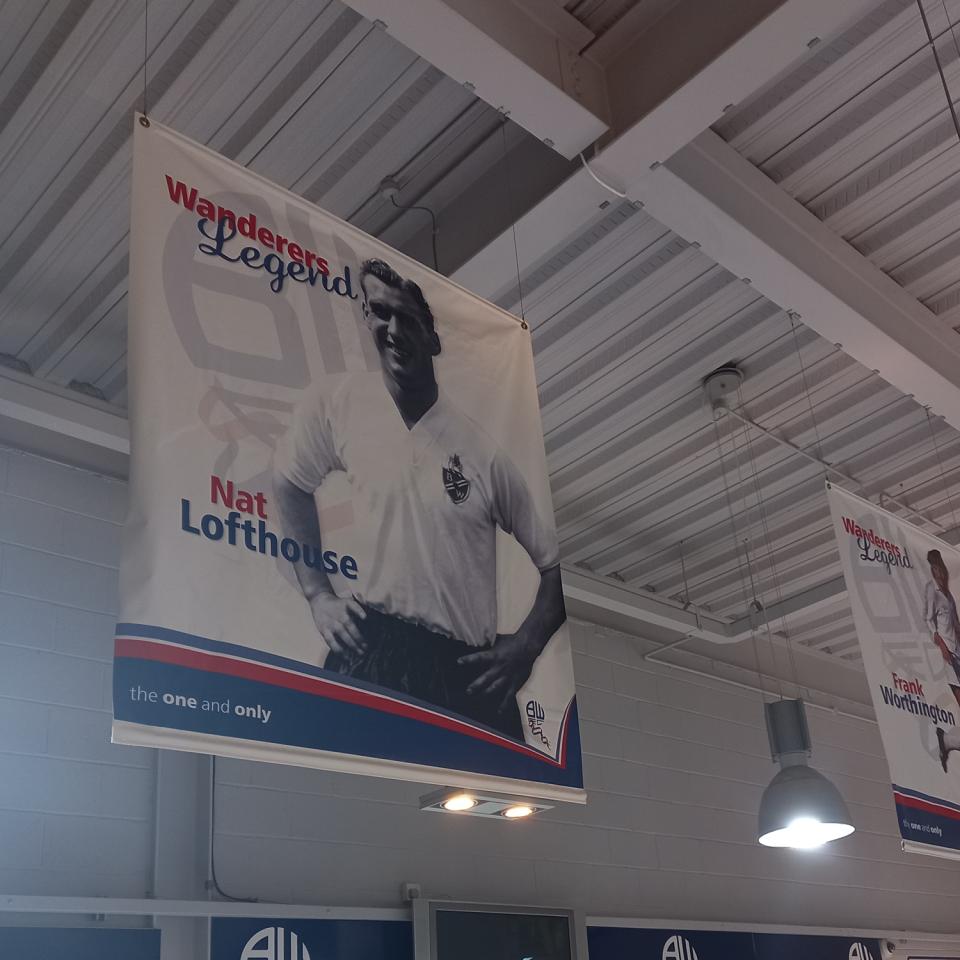 Wanderers
Legend
Nat
Lofthouse
the one and only
Wanderers
Legend
Frank
Worthington
the one and only